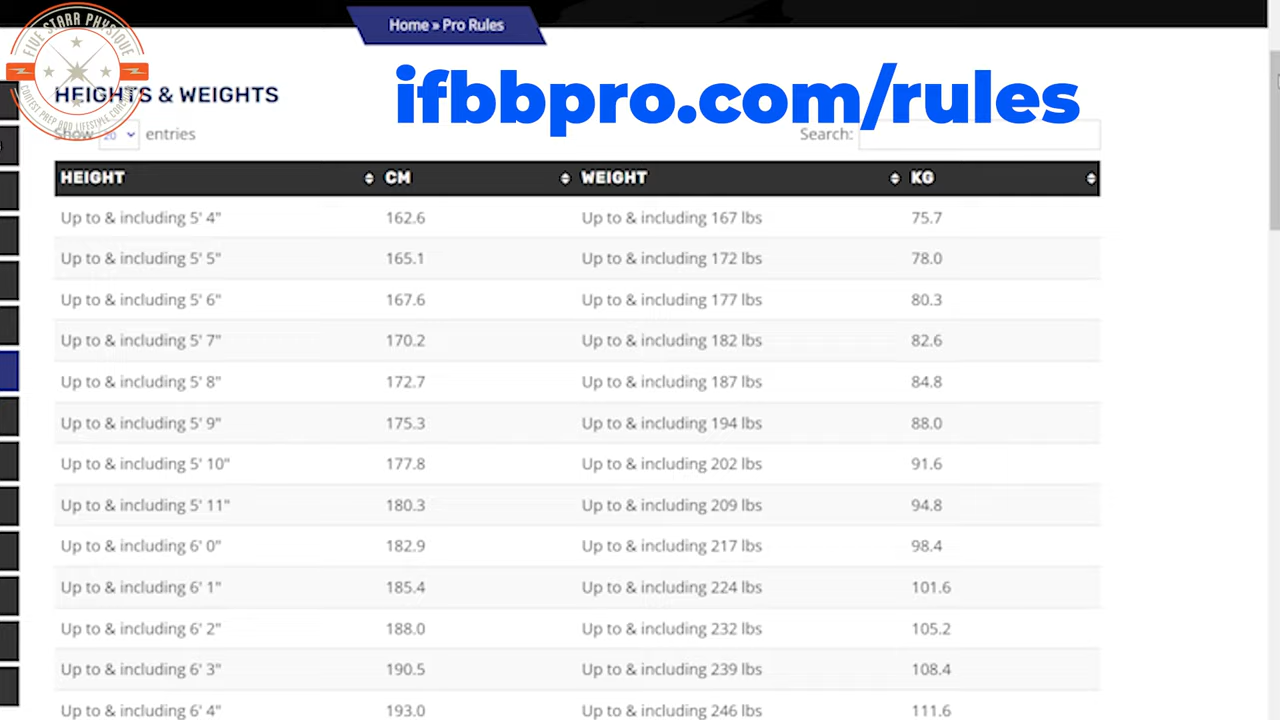 FIVE STARR PHYSIQUE
CONTEST PREP AND LIFESTYLE COACHING
Home » Pro Rules
ifbbpro.com/rules
HEIGHTS & WEIGHTS
Show 20 entries
Search:
HEIGHT CM WEIGHT KG
Up to & including 5' 4" 162.6 Up to & including 167 lbs 75.7
Up to & including 5' 5" 165.1 Up to & including 172 lbs 78.0
Up to & including 5' 6" 167.6 Up to & including 177 lbs 80.3
Up to & including 5' 7" 170.2 Up to & including 182 lbs 82.6
Up to & including 5' 8" 172.7 Up to & including 187 lbs 84.8
Up to & including 5' 9" 175.3 Up to & including 194 lbs 88.0
Up to & including 5' 10" 177.8 Up to & including 202 lbs 91.6
Up to & including 5' 11" 180.3 Up to & including 209 lbs 94.8
Up to & including 6' 0" 182.9 Up to & including 217 lbs 98.4
Up to & including 6' 1" 185.4 Up to & including 224 lbs 101.6
Up to & including 6' 2" 188.0 Up to & including 232 lbs 105.2
Up to & including 6' 3" 190.5 Up to & including 239 lbs 108.4
Up to & including 6' 4" 193.0 Up to & including 246 lbs 111.6